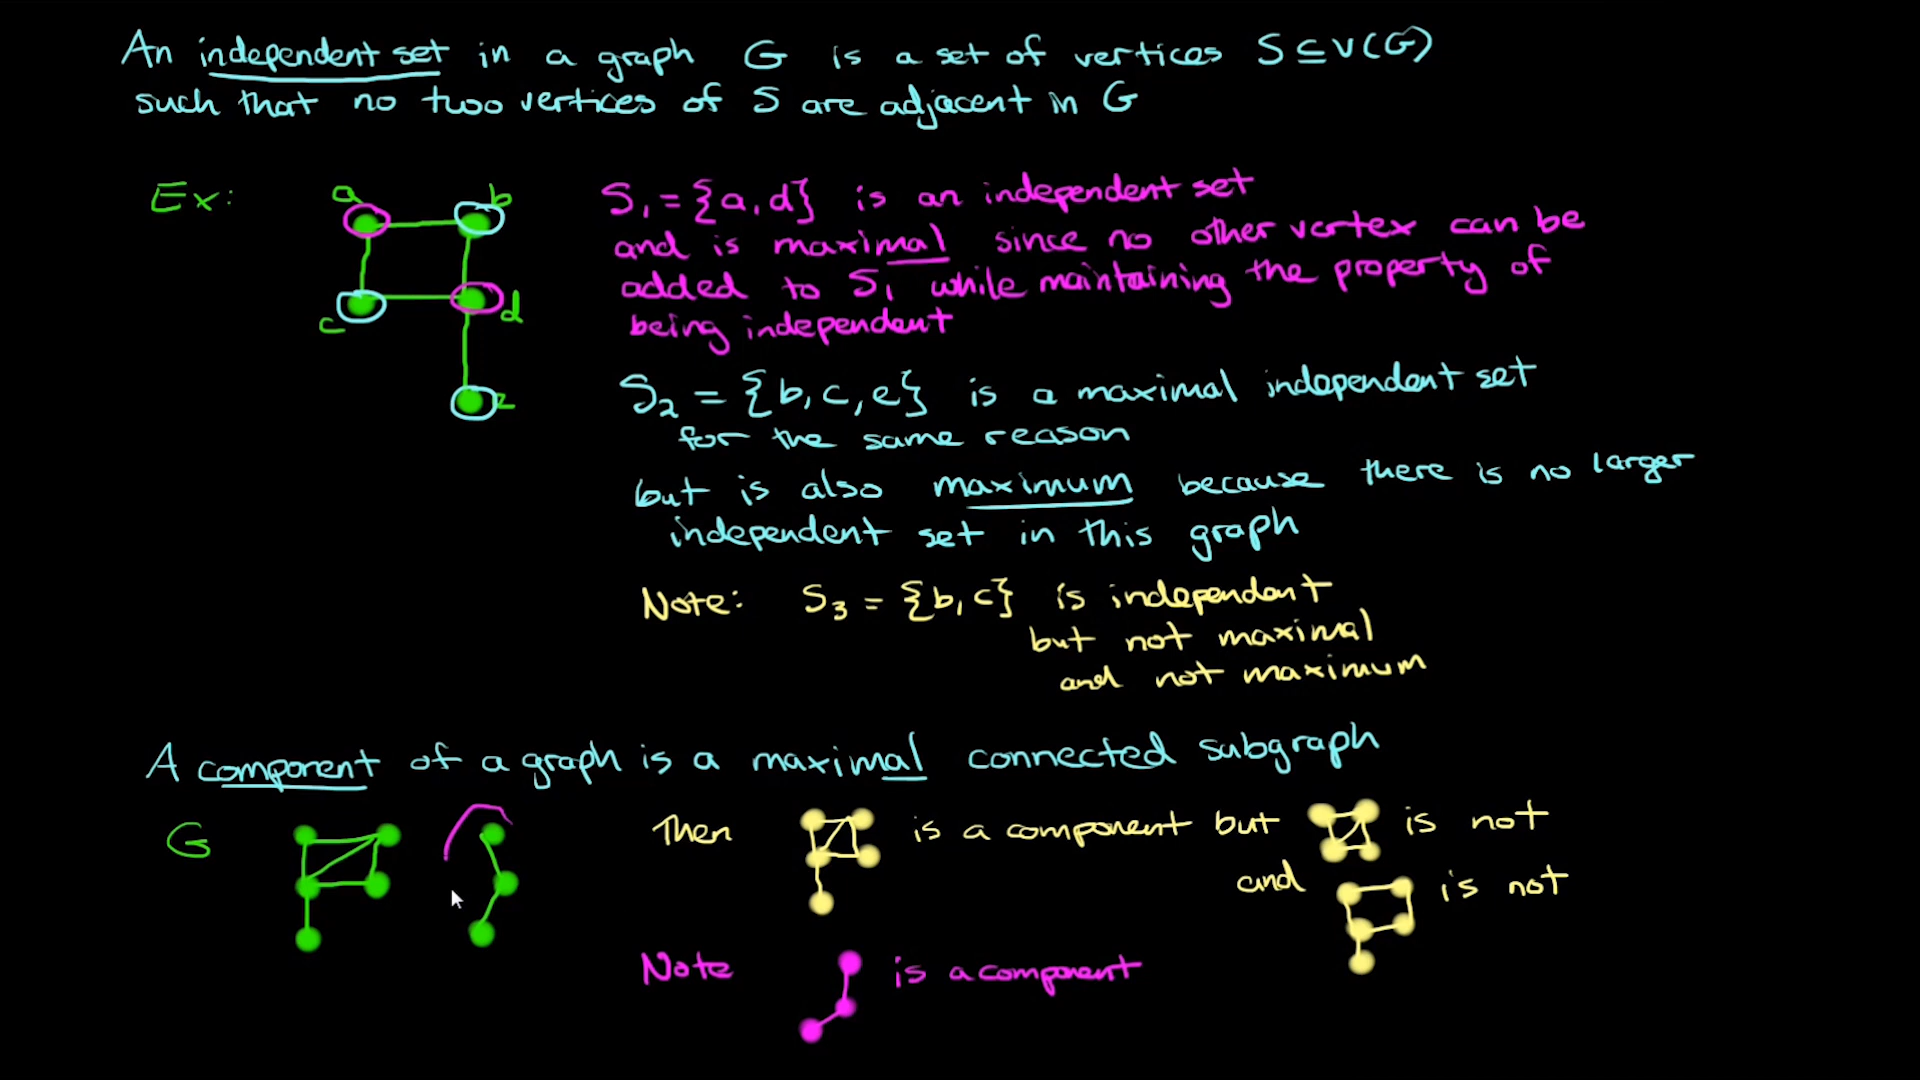 An independent set in a graph G is a set of vertices S ⊆ V(G)
such that no two vertices of S are adjacent in G
Ex:
a b
c d
e
S₁ = {a, d} is an independent set
and is maximal since no other vertex can be
added to S₁ while maintaining the property of
being independent
S₂ = {b, c, e} is a maximal independent set
for the same reason
but is also maximum because there is no larger
independent set in this graph
Note: S₃ = {b, c} is independent
but not maximal
and not maximum
A component of a graph is a maximal connected subgraph
G
Then is a component but is not
and is not
Note is a component